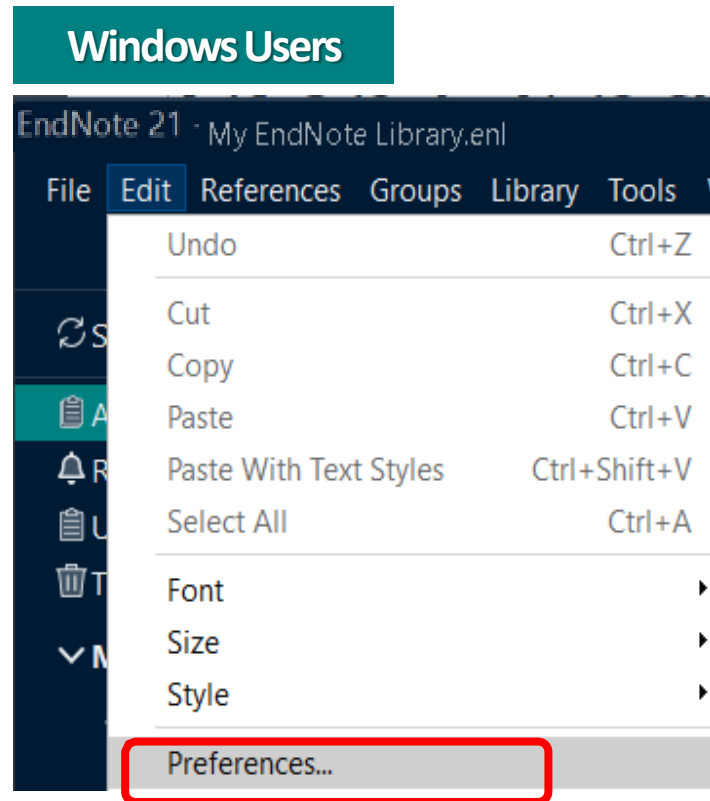 Windows Users
EndNote 21 - My EndNote Library.enl
File Edit References Groups Library Tools
Undo Ctrl+Z
Cut Ctrl+X
Copy Ctrl+C
Paste Ctrl+V
Paste With Text Styles Ctrl+Shift+V
Select All Ctrl+A
Font
Size
Style
Preferences...